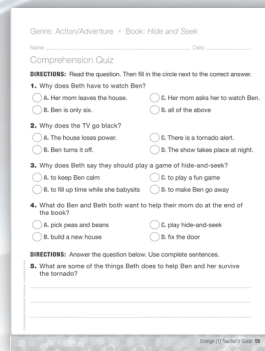 Genre: Action/Adventure • Book: Hide and Seek
Name Date
Comprehension Quiz
DIRECTIONS: Read the question. Then fill in the circle next to the correct answer.
1. Why does Beth have to watch Ben?
A. Her mom leaves the house. C. Her mom asks her to watch Ben.
B. Ben is only six. D. all of the above
2. Why does the TV go black?
A. The house loses power. C. There is a tornado alert.
B. Ben turns it off. D. The show takes place at night.
3. Why does Beth say they should play a game of hide-and-seek?
A. to keep Ben calm C. to play a fun game
B. to fill up time while she babysits D. to make Ben go away
4. What do Ben and Beth both want to help their mom do at the end of
the book?
A. pick peas and beans C. play hide-and-seek
B. build a new house D. fix the door
DIRECTIONS: Answer the question below. Use complete sentences.
5. What are some of the things Beth does to help Ben and her survive
the tornado?
Emerge [1] Teacher's Guide 15